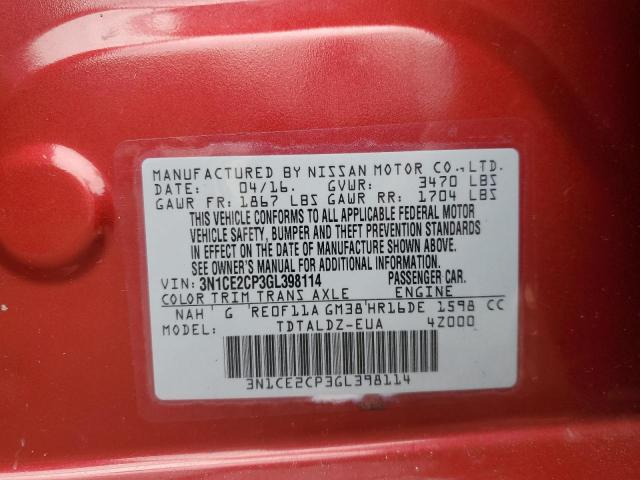 MANUFACTURED BY NISSAN MOTOR CO.,LTD.
DATE: 04/16. GVWR: 3470 LBS
GAWR FR: 1867 LBS GAWR RR: 1704 LBS
THIS VEHICLE CONFORMS TO ALL APPLICABLE FEDERAL MOTOR
VEHICLE SAFETY, BUMPER AND THEFT PREVENTION STANDARDS
IN EFFECT ON THE DATE OF MANUFACTURE SHOWN ABOVE.
SEE OWNER'S MANUAL FOR ADDITIONAL INFORMATION.
VIN: 3N1CE2CP3GL398114 PASSENGER CAR.
COLOR TRIM TRANS AXLE ENGINE
NAH G RE0F11A GM38 HR16DE 1598 CC
MODEL: TDTALDZ-EUA 42000
3N1CE2CP3GL398114